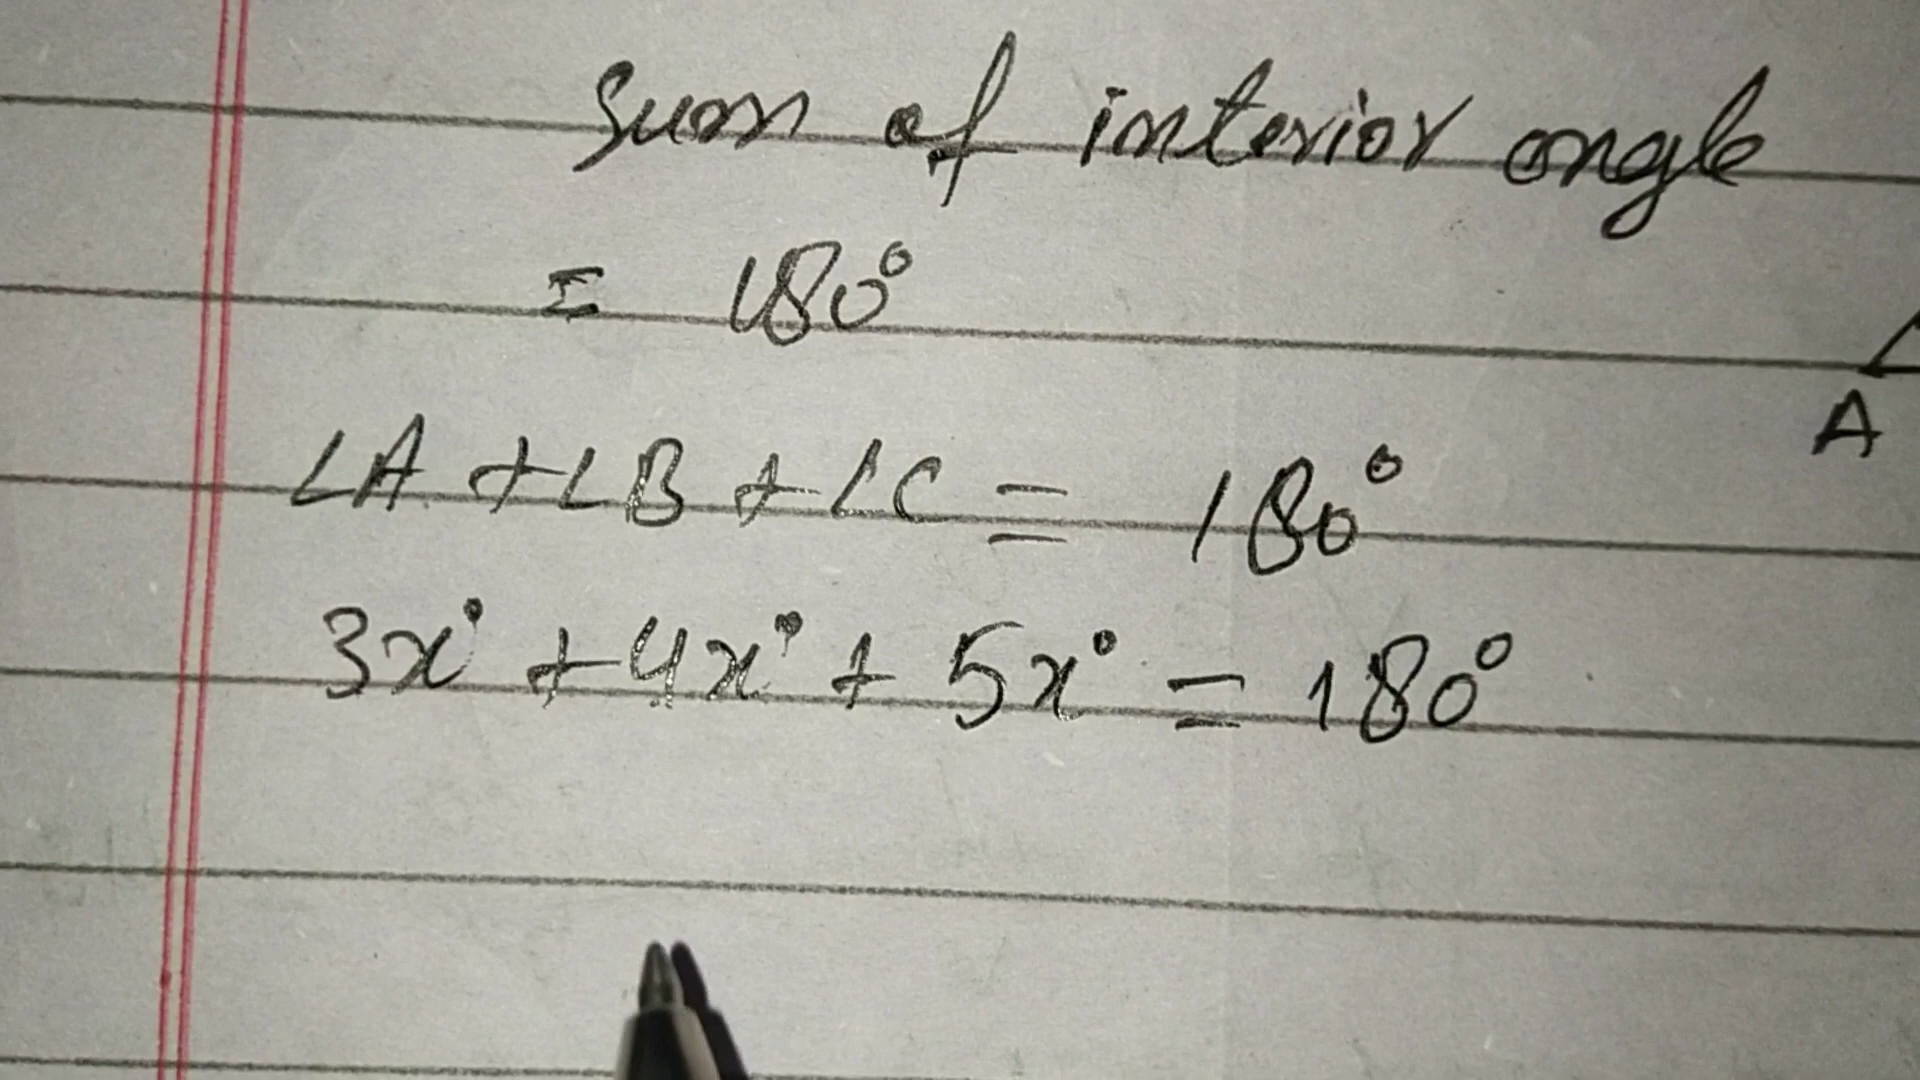 Sum of interior angle
= 180°
∠A + ∠B + ∠C = 180°
3x° + 4x° + 5x° = 180°
A